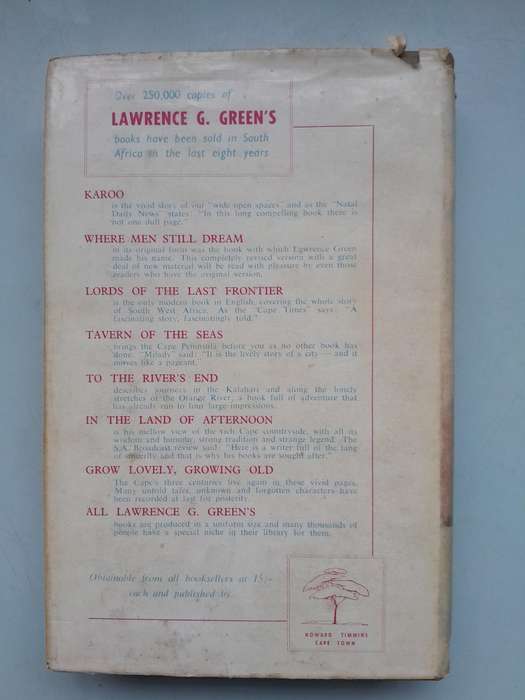 Over 250,000 copies of
LAWRENCE G. GREEN'S
books have been sold in South
Africa in the last eight years
KAROO
is the vivid story of our "wide open spaces" and as the "Natal
Daily News" states: "In this long compelling book there is
not one dull page."
WHERE MEN STILL DREAM
in its original form was the book with which Lawrence Green
made his name. This completely revised version with a great
deal of new material will be read with pleasure by even those
readers who have the original version.
LORDS OF THE LAST FRONTIER
is the only modern book in English, covering the whole story
of South West Africa. As the "Cape Times" says: "A
fascinating story, fascinatingly told."
TAVERN OF THE SEAS
brings the Cape Peninsula before you as no other book has
done. "Milady" said: "It is the lively story of a city — and it
moves like a pageant."
TO THE RIVER'S END
describes journeys in the Kalahari and along the lonely
stretches of the Orange River, a book full of adventure that
has already run to four large impressions.
IN THE LAND OF AFTERNOON
is his mellow view of the rich Cape countryside, with all its
wisdom and humour, strong tradition and strange legend. The
S.A. Broadcast review said: "Here is a writer full of the tang
of sincerity and that is why his books are sought after."
GROW LOVELY, GROWING OLD
The Cape's three centuries live again in these vivid pages.
Many untold tales, unknown and forgotten characters have
been recorded at last for posterity.
ALL LAWRENCE G. GREEN'S
books are produced in a uniform size and many thousands of
people have a special niche in their library for them.
Obtainable from all booksellers at 15/-
each and published by
HOWARD TIMMINS
CAPE TOWN